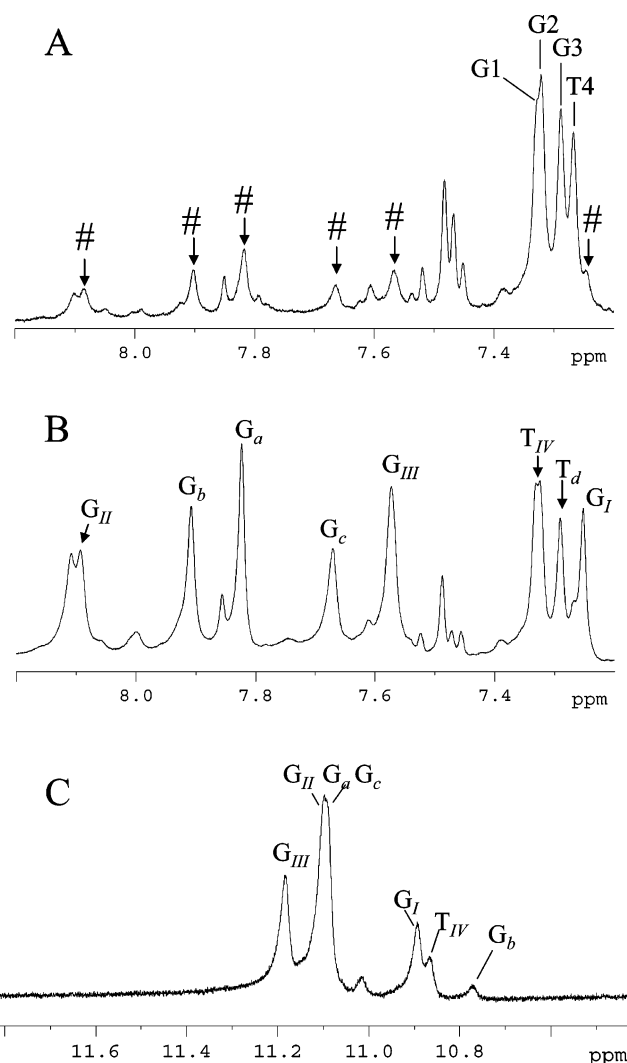 A
G2
G1
G3
T4
# # # # # #
8.0 7.8 7.6 7.4 ppm
B
G_II
G_b
G_a
G_c
G_III
T_IV
T_d
G_I
8.0 7.8 7.6 7.4 ppm
C
G_II G_a G_c
G_III
G_I
T_IV
G_b
11.6 11.2 11.0 10.8 ppm